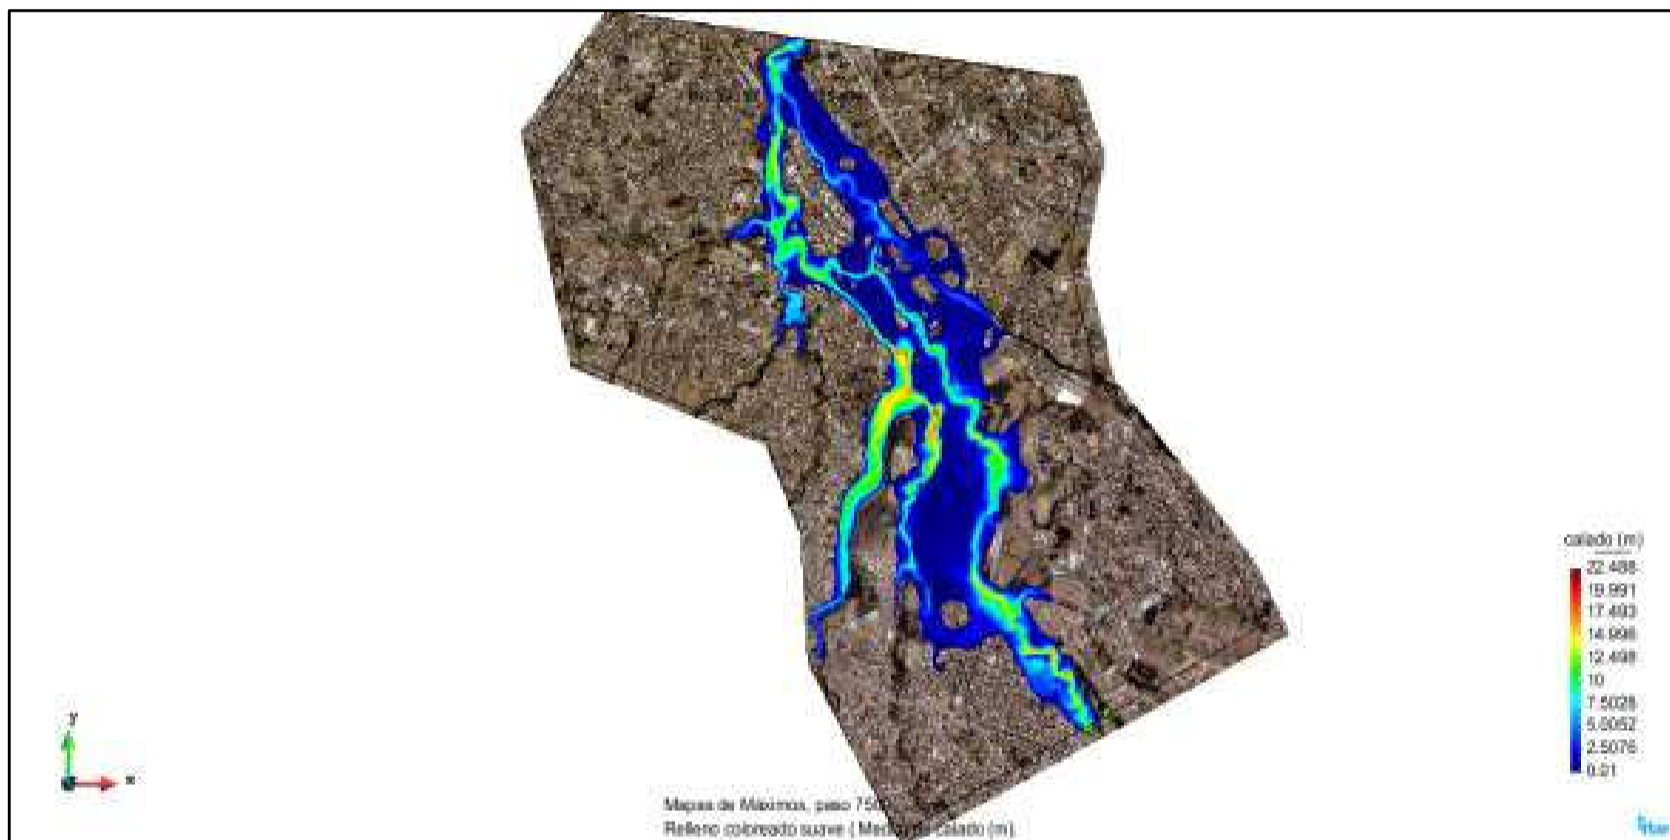 calado (m)
22.488
19.991
17.493
14.996
12.498
10
7.5028
5.0052
2.5076
0.01
y
x
Mapas de Máximos, paso
Relleno coloreado suave ( calado (m)